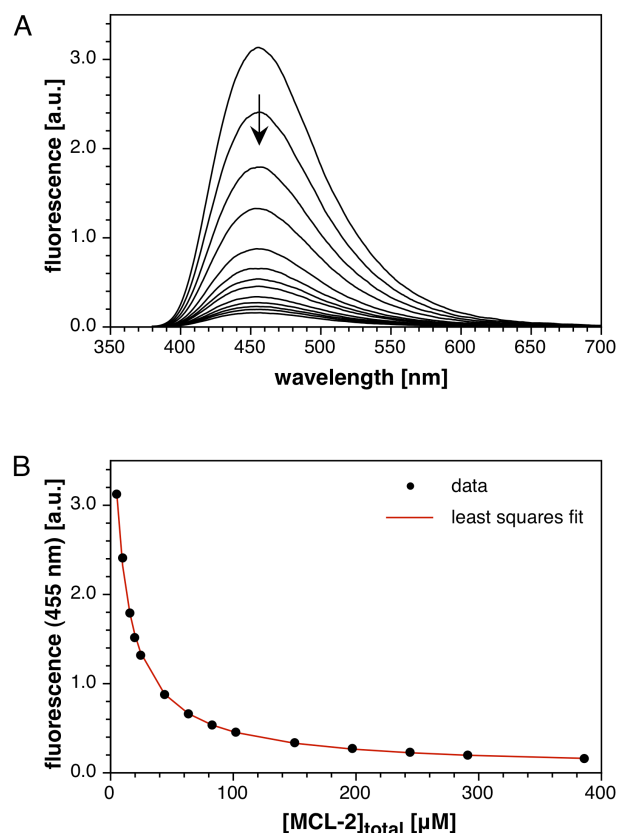 A
fluorescence [a.u.]
3.0
2.0
1.0
0.0
350 400 450 500 550 600 650 700
wavelength [nm]
B
fluorescence (455 nm) [a.u.]
3.0
2.0
1.0
0.0
data
least squares fit
0 100 200 300 400
[MCL-2]total [µM]